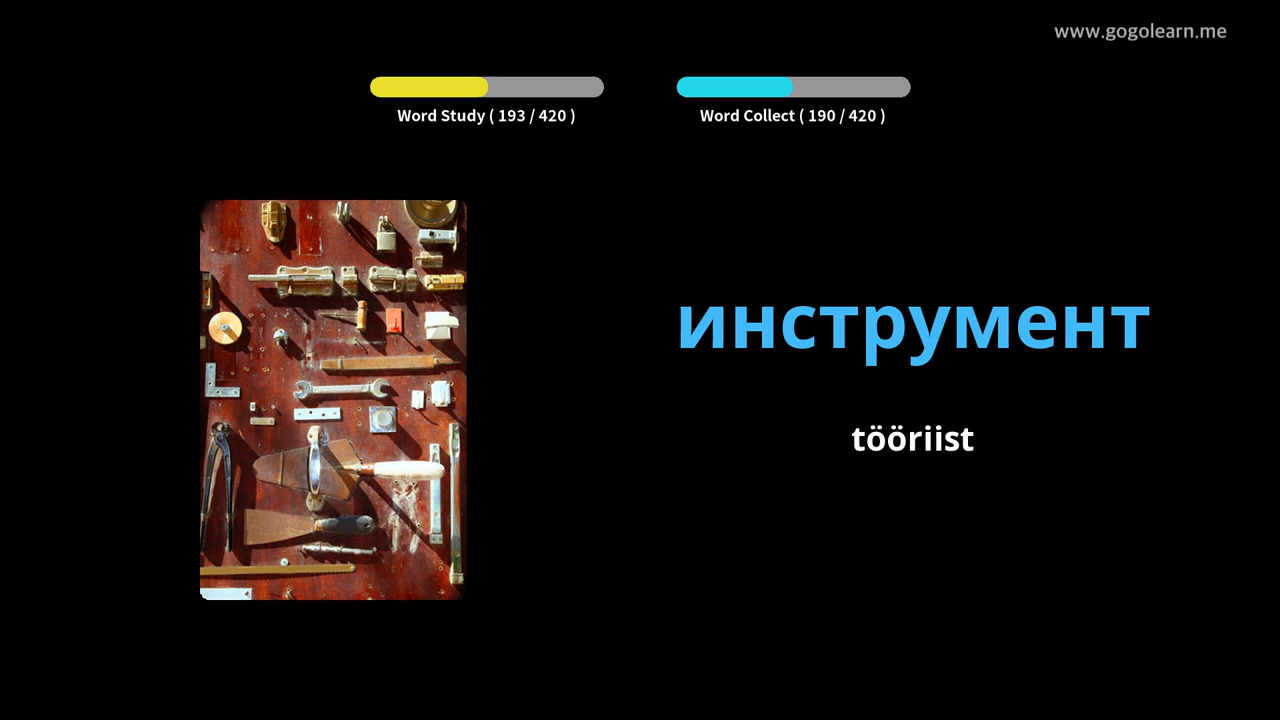 www.gogolearn.me
Word Study ( 193 / 420 )
Word Collect ( 190 / 420 )
инструмент
tööriist